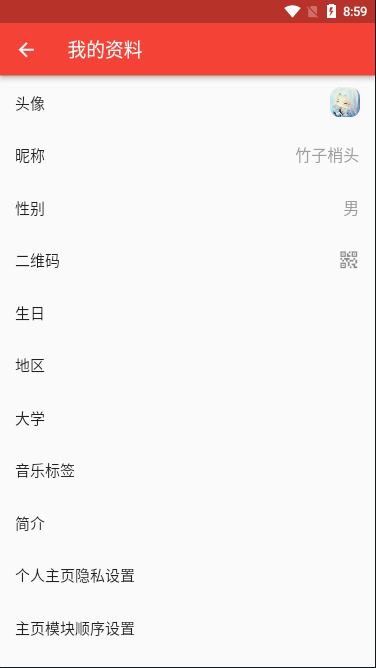 8:59
我的资料
头像
昵称 竹子梢头
性别 男
二维码
生日
地区
大学
音乐标签
简介
个人主页隐私设置
主页模块顺序设置